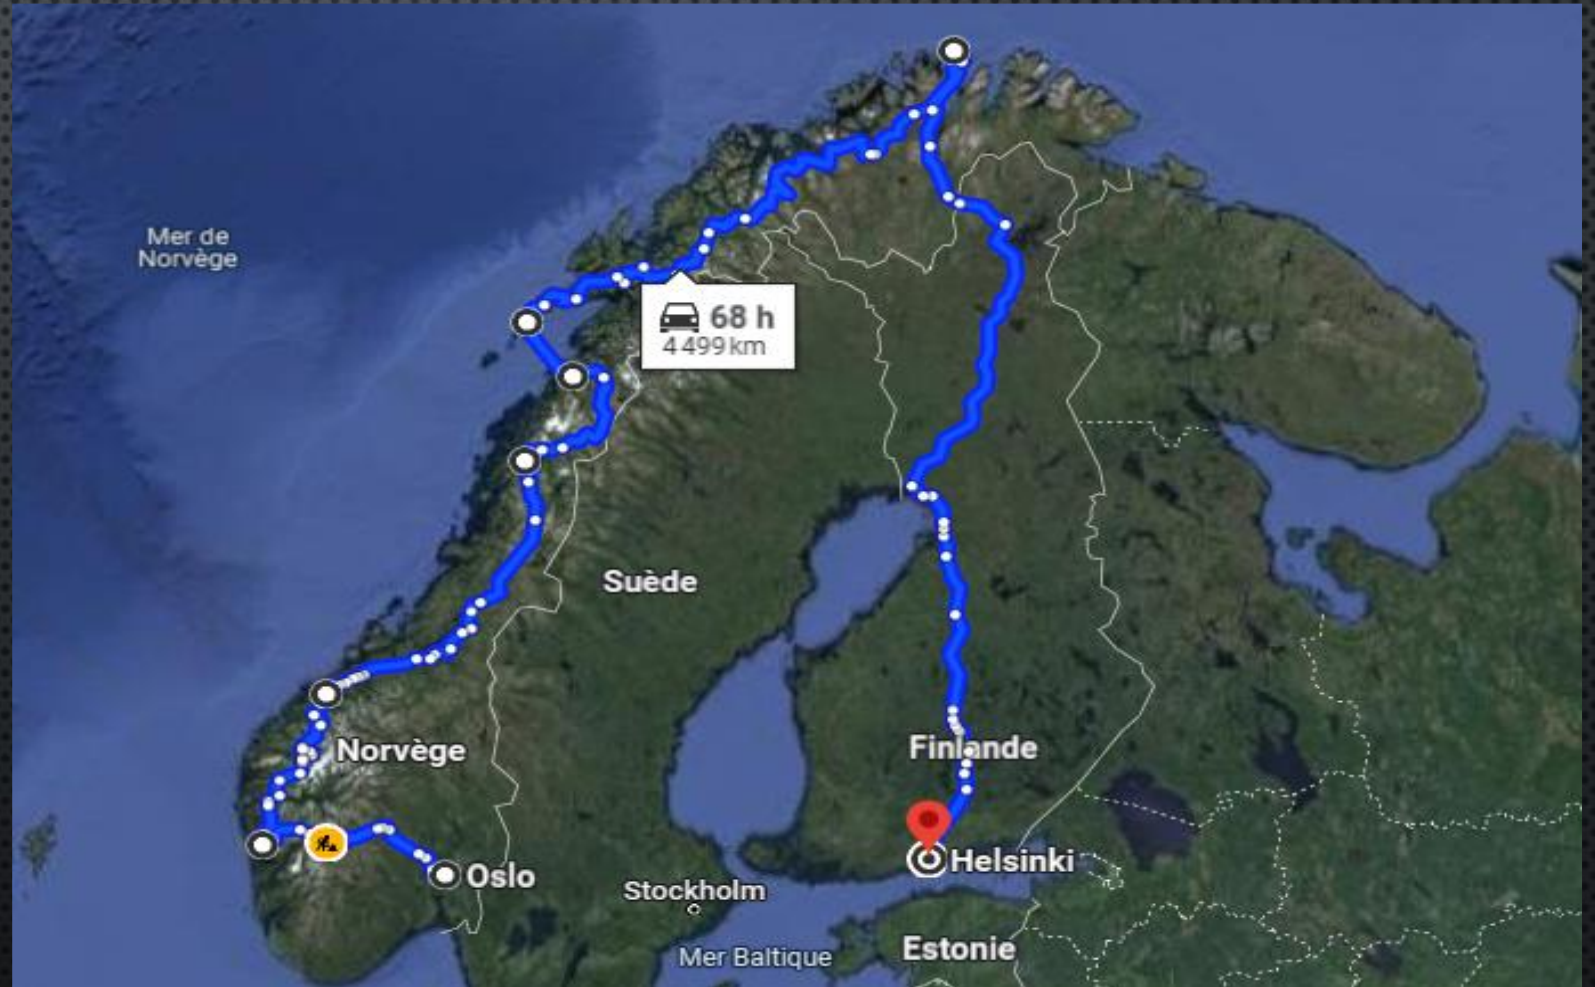 Mer de
Norvège
68 h
4 499 km
Suède
Norvège
Finlande
Oslo
Helsinki
Stockholm
Mer Baltique
Estonie